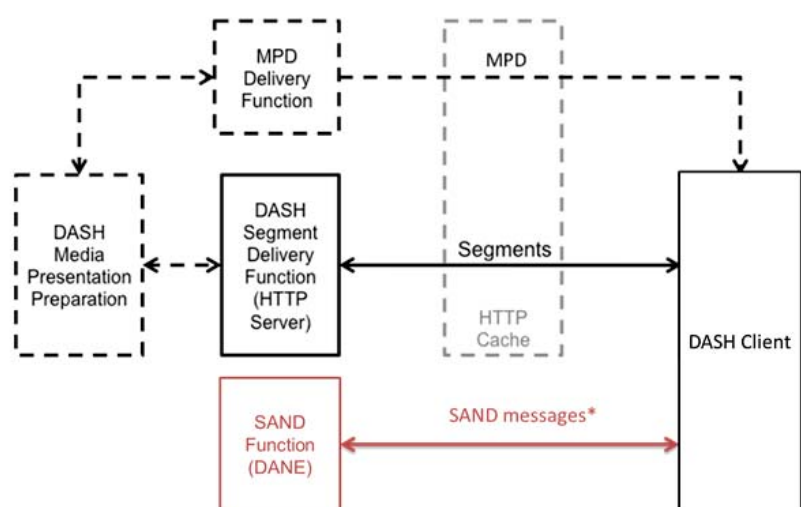 MPD
Delivery
Function
MPD
DASH
Media
Presentation
Preparation
DASH
Segment
Delivery
Function
(HTTP
Server)
Segments
HTTP
Cache
DASH Client
SAND
Function
(DANE)
SAND messages*